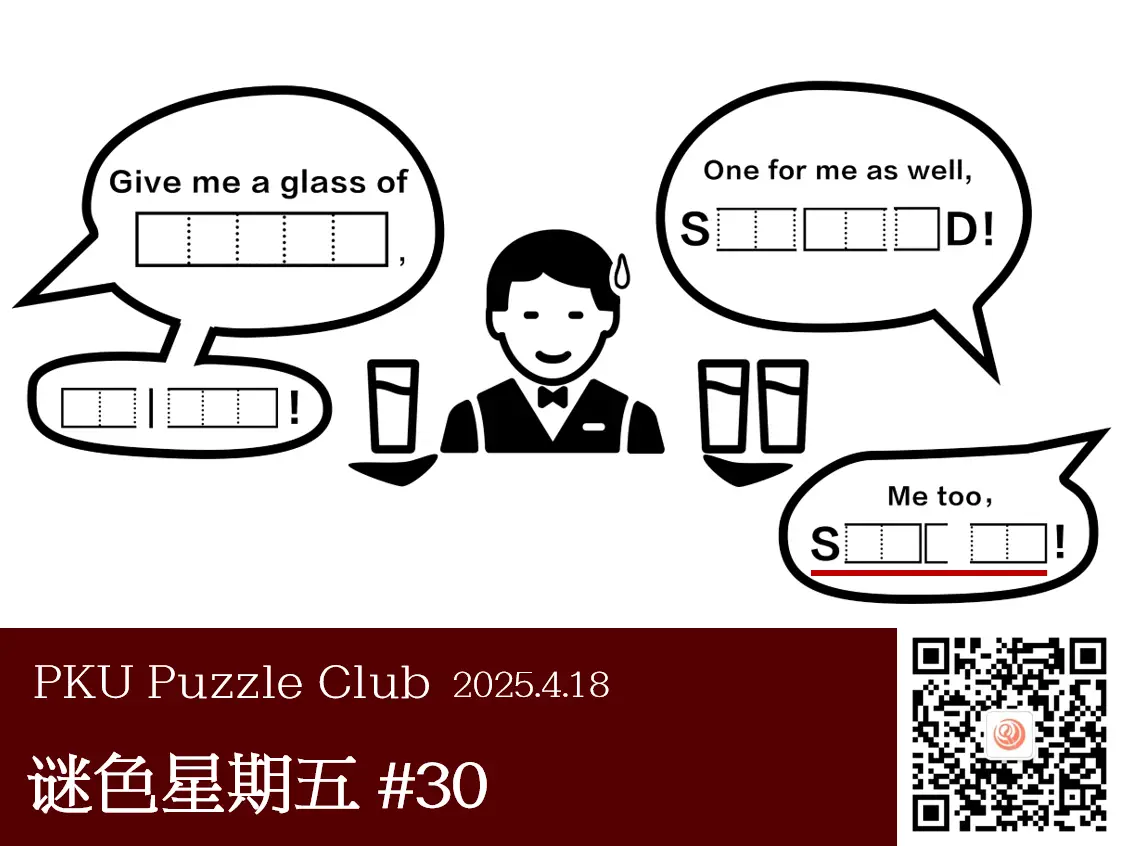 Give me a glass of
,
!
One for me as well,
S D!
Me too,
S !
PKU Puzzle Club 2025.4.18
谜色星期五 #30